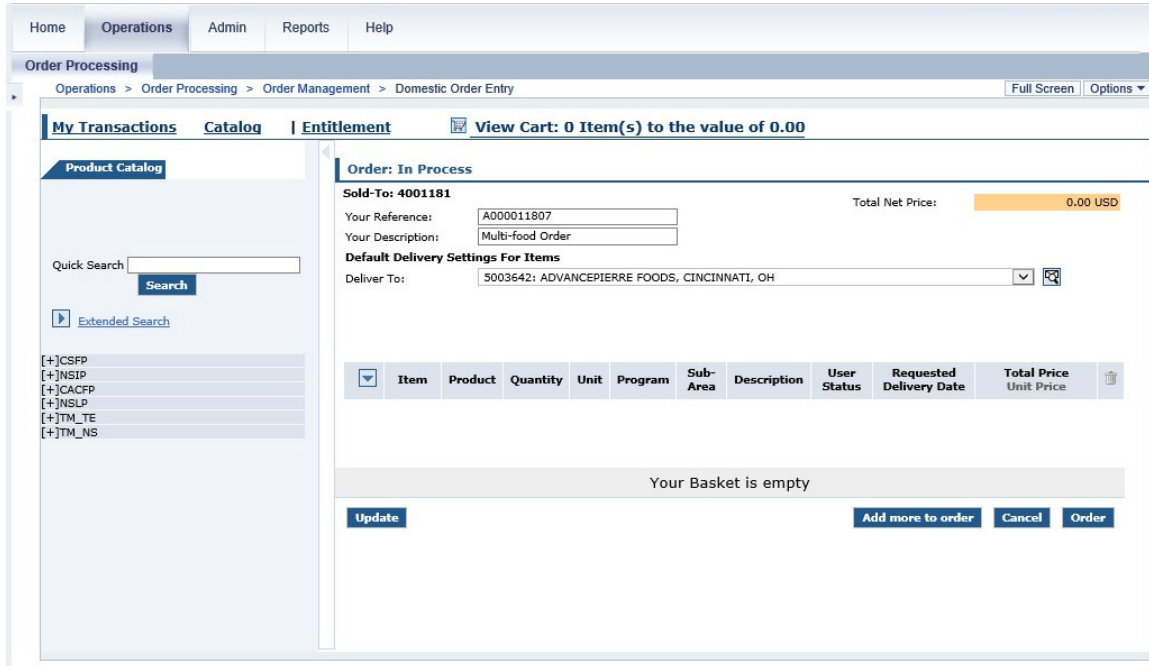 Home Operations Admin Reports Help
Order Processing
Operations > Order Processing > Order Management > Domestic Order Entry
Full Screen Options
My Transactions Catalog | Entitlement View Cart: 0 Item(s) to the value of 0.00
Product Catalog
Quick Search
Search
Extended Search
[+]CSFP
[+]NSIP
[+]CACFP
[+]NSLP
[+]TM_TE
[+]TM_NS
Order: In Process
Sold-To: 4001181
Total Net Price: 0.00 USD
Your Reference: A000011807
Your Description: Multi-food Order
Default Delivery Settings For Items
Deliver To: 5003642: ADVANCEPIERRE FOODS, CINCINNATI, OH
Item Product Quantity Unit Program Sub-Area Description User Status Requested Delivery Date Total Price Unit Price
Your Basket is empty
Update Add more to order Cancel Order